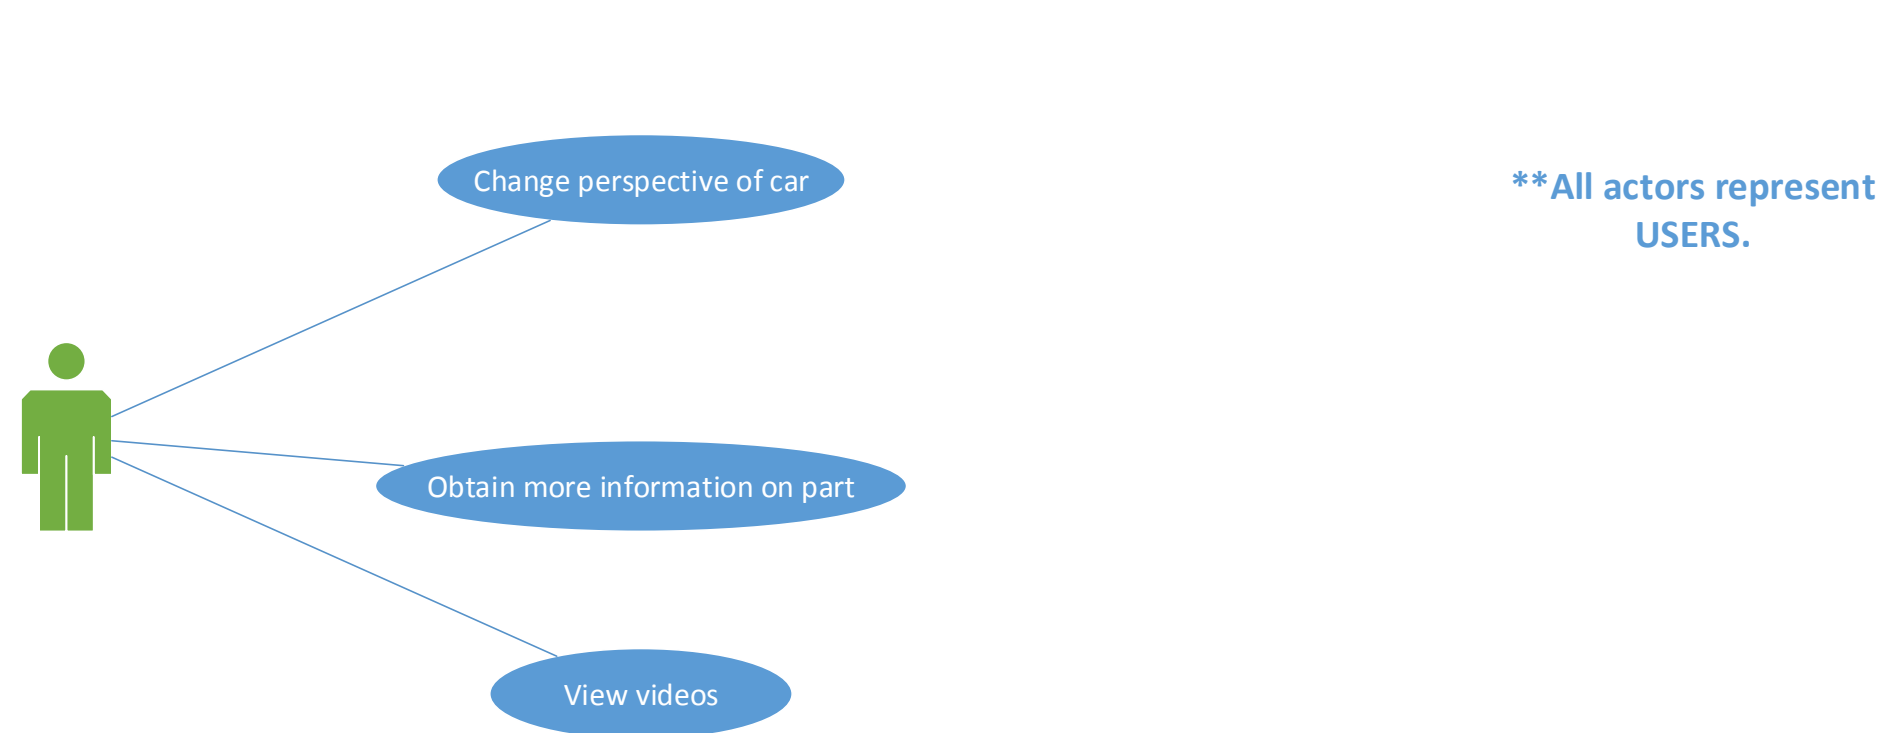 Change perspective of car
**All actors represent
USERS.
Obtain more information on part
View videos